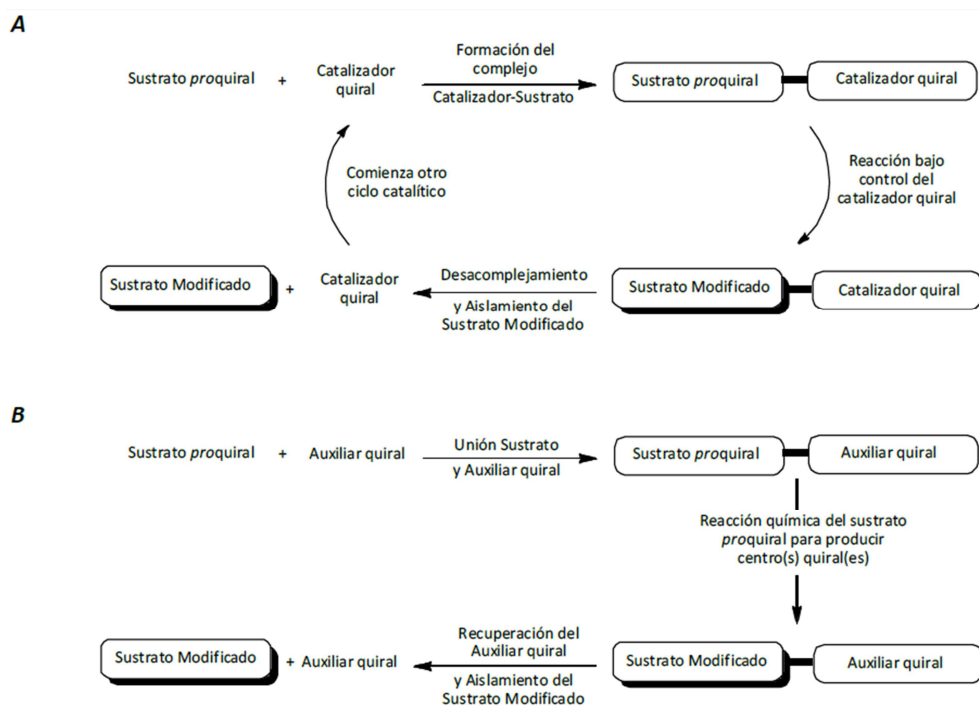 A
Formación del
complejo
Sustrato proquiral + Catalizador
quiral
Catalizador-Sustrato
Sustrato proquiral
Catalizador quiral
Comienza otro
ciclo catalítico
Reacción bajo
control del
catalizador quiral
Sustrato Modificado + Catalizador
quiral
Desacomplejamiento
y Aislamiento del
Sustrato Modificado
Sustrato Modificado
Catalizador quiral
B
Sustrato proquiral + Auxiliar quiral
Unión Sustrato
y Auxiliar quiral
Sustrato proquiral
Auxiliar quiral
Reacción química del sustrato
proquiral para producir
centro(s) quiral(es)
Sustrato Modificado + Auxiliar quiral
Recuperación del
Auxiliar quiral
y Aislamiento del
Sustrato Modificado
Sustrato Modificado
Auxiliar quiral